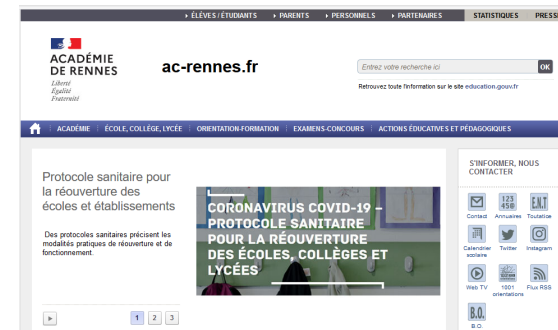 ÉLÈVES / ÉTUDIANTS PARENTS PERSONNELS PARTENAIRES STATISTIQUES PRESSE
ACADÉMIE
DE RENNES
Liberté
Égalité
Fraternité
ac-rennes.fr
Entrez votre recherche ici
OK
Retrouvez toute l'information sur le site education.gouv.fr
ACADÉMIE ÉCOLE, COLLÈGE, LYCÉE ORIENTATION-FORMATION EXAMENS-CONCOURS ACTIONS ÉDUCATIVES ET PÉDAGOGIQUES
Protocole sanitaire pour
la réouverture des
écoles et établissements
Des protocoles sanitaires précisent les
modalités pratiques de réouverture et de
fonctionnement.
1 2 3
CORONAVIRUS COVID-19 –
PROTOCOLE SANITAIRE
POUR LA RÉOUVERTURE
DES ÉCOLES, COLLÈGES ET
LYCÉES
S'INFORMER, NOUS
CONTACTER
123
450
E.N.T
Contact Annuaires Toutatice
Calendrier
scolaire
Twitter Instagram
Web TV 1001
orientations
Flux RSS
B.O.
B.O.